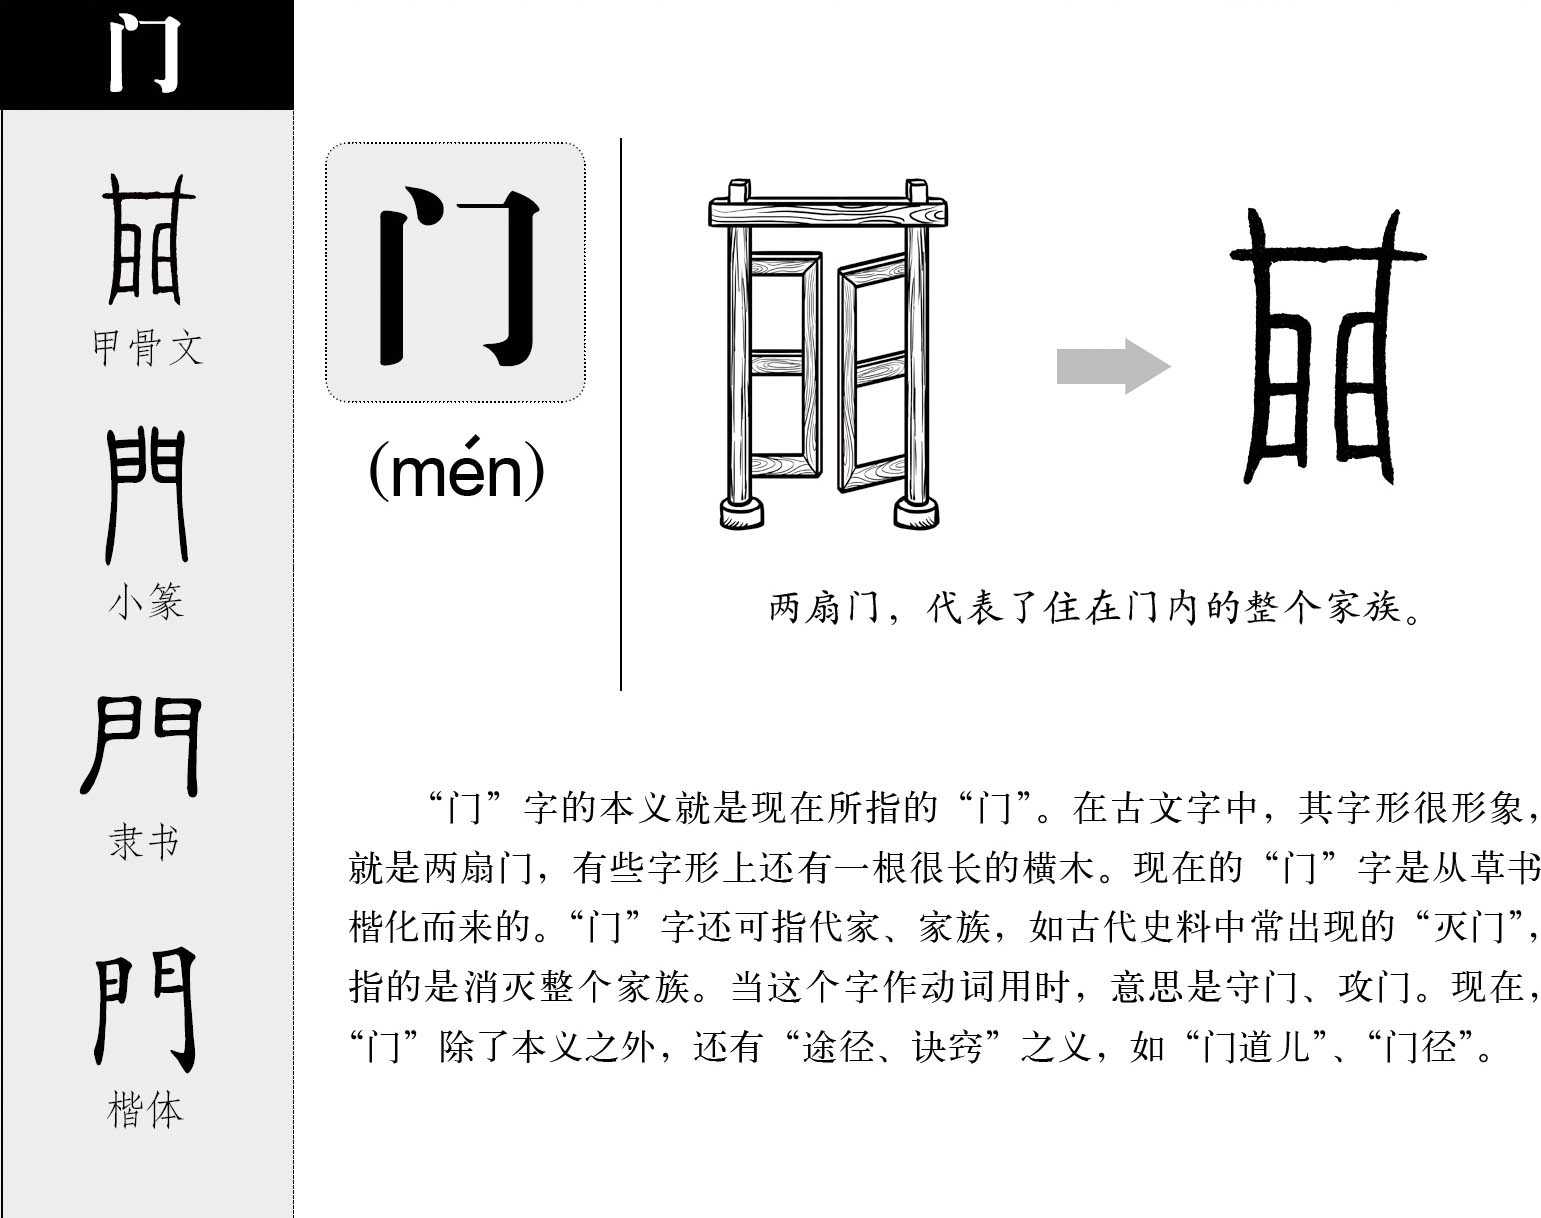 门
甲骨文
門
小篆
門
隶书
門
楷体
门
(mén)
两扇门，代表了住在门内的整个家族。
“门”字的本义就是现在所指的“门”。在古文字中，其字形很形象，
就是两扇门，有些字形上还有一根很长的横木。现在的“门”字是从草书
楷化而来的。“门”字还可指代家、家族，如古代史料中常出现的“灭门”，
指的是消灭整个家族。当这个字作动词用时，意思是守门、攻门。现在，
“门”除了本义之外，还有“途径、诀窍”之义，如“门道儿”、“门径”。